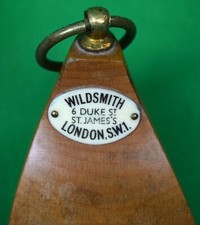 WILDSMITH
6 DUKE ST
ST. JAMES'S
LONDON, S.W.1.